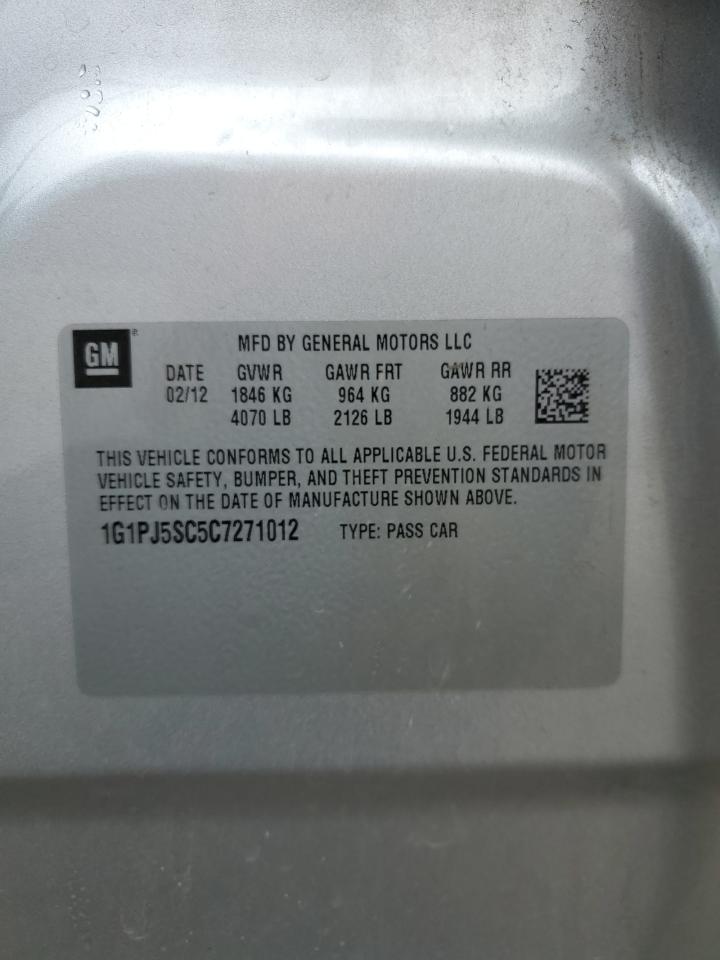 GM
MFD BY GENERAL MOTORS LLC
DATE GVWR GAWR FRT GAWR RR
02/12 1846 KG 964 KG 882 KG
4070 LB 2126 LB 1944 LB
THIS VEHICLE CONFORMS TO ALL APPLICABLE U.S. FEDERAL MOTOR
VEHICLE SAFETY, BUMPER, AND THEFT PREVENTION STANDARDS IN
EFFECT ON THE DATE OF MANUFACTURE SHOWN ABOVE.
1G1PJ5SC5C7271012 TYPE: PASS CAR